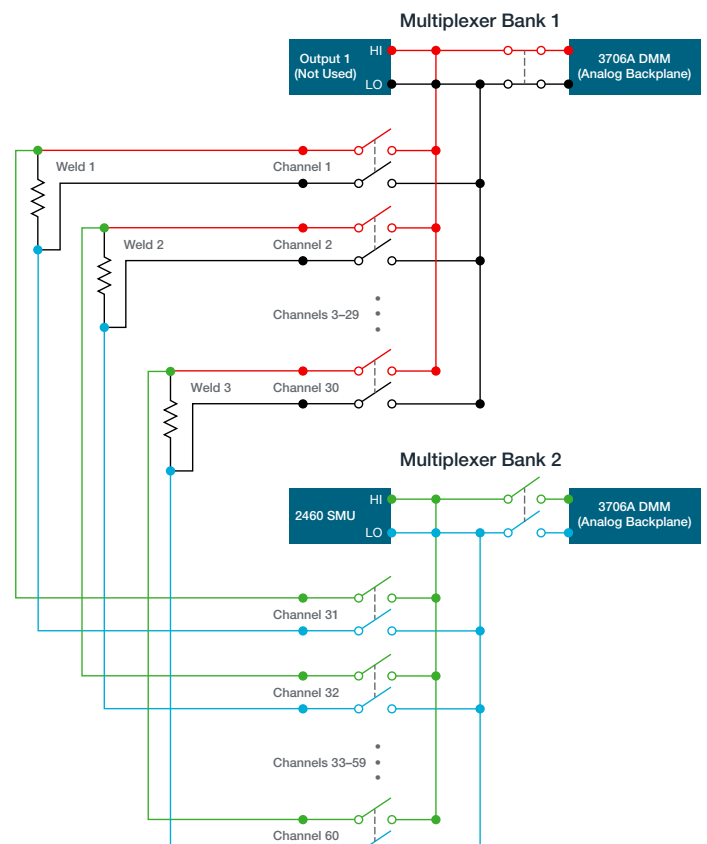 Multiplexer Bank 1
Output 1
(Not Used)
HI
LO
3706A DMM
(Analog Backplane)
Weld 1
Channel 1
Weld 2
Channel 2
Channels 3–29
Weld 3
Channel 30
Multiplexer Bank 2
2460 SMU
HI
LO
3706A DMM
(Analog Backplane)
Channel 31
Channel 32
Channels 33–59
Channel 60